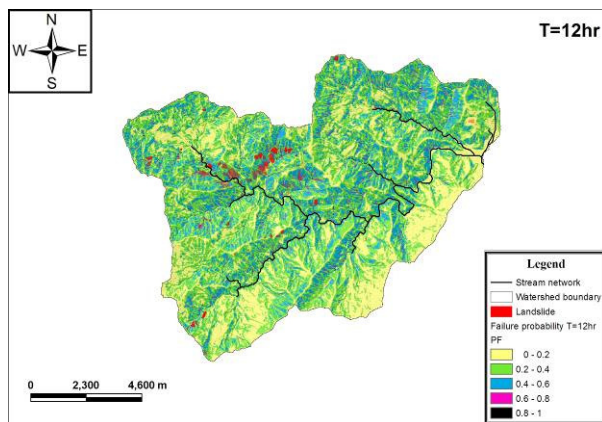 N
T=12hr
W E
S
Legend
Stream network
Watershed boundary
Landslide
Failure probability T=12hr
PF
0 - 0.2
0.2 - 0.4
0.4 - 0.6
0.6 - 0.8
0.8 - 1
0 2,300 4,600 m